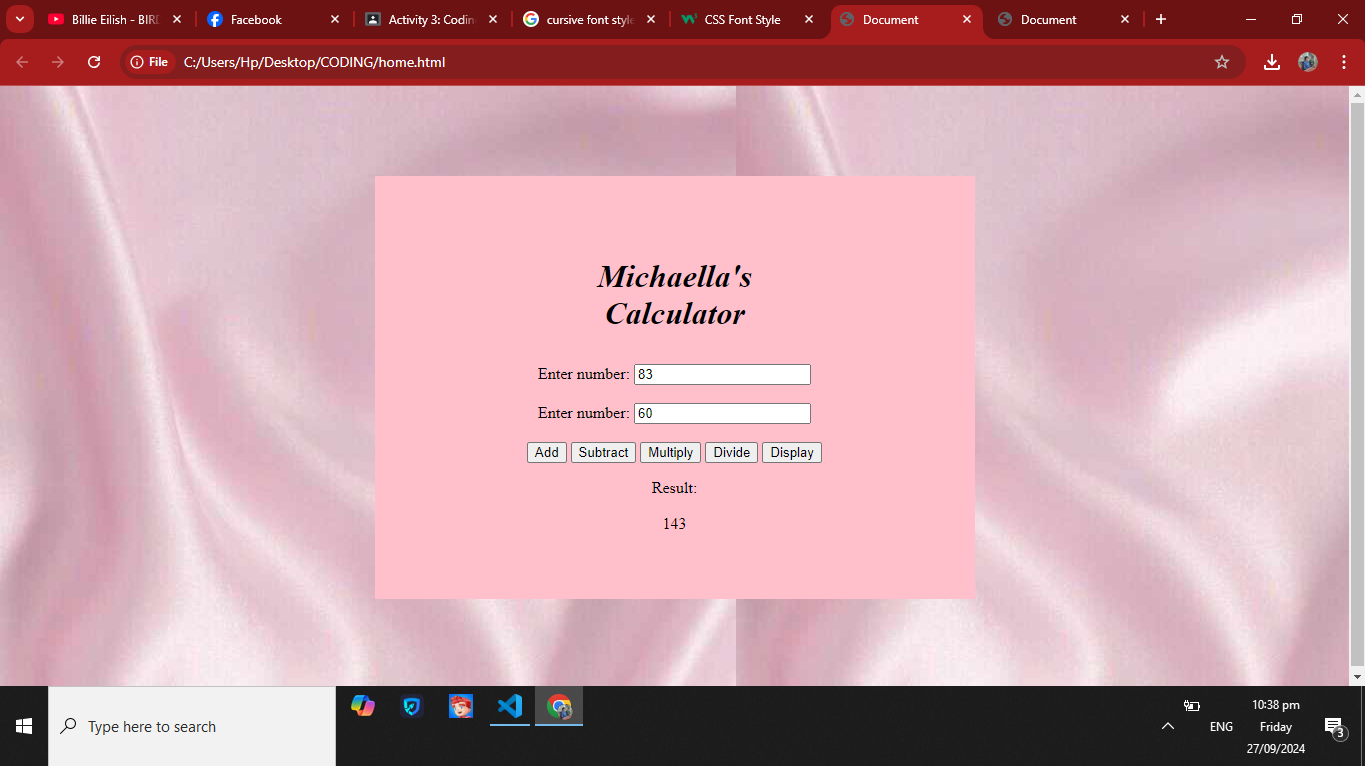 Billie Eilish - BIRD
Facebook
Activity 3: Codin
cursive font style
CSS Font Style
Document
Document
File
C:/Users/Hp/Desktop/CODING/home.html
Michaella's
Calculator
Enter number: 83
Enter number: 60
Add Subtract Multiply Divide Display
Result:
143
Type here to search
ENG
10:38 pm
Friday
27/09/2024
3